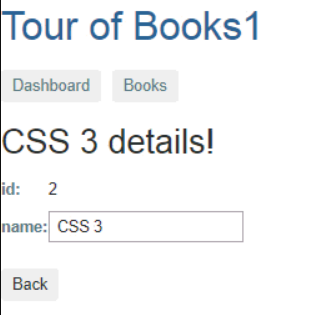 Tour of Books1
Dashboard Books
CSS 3 details!
id: 2
name: CSS 3
Back